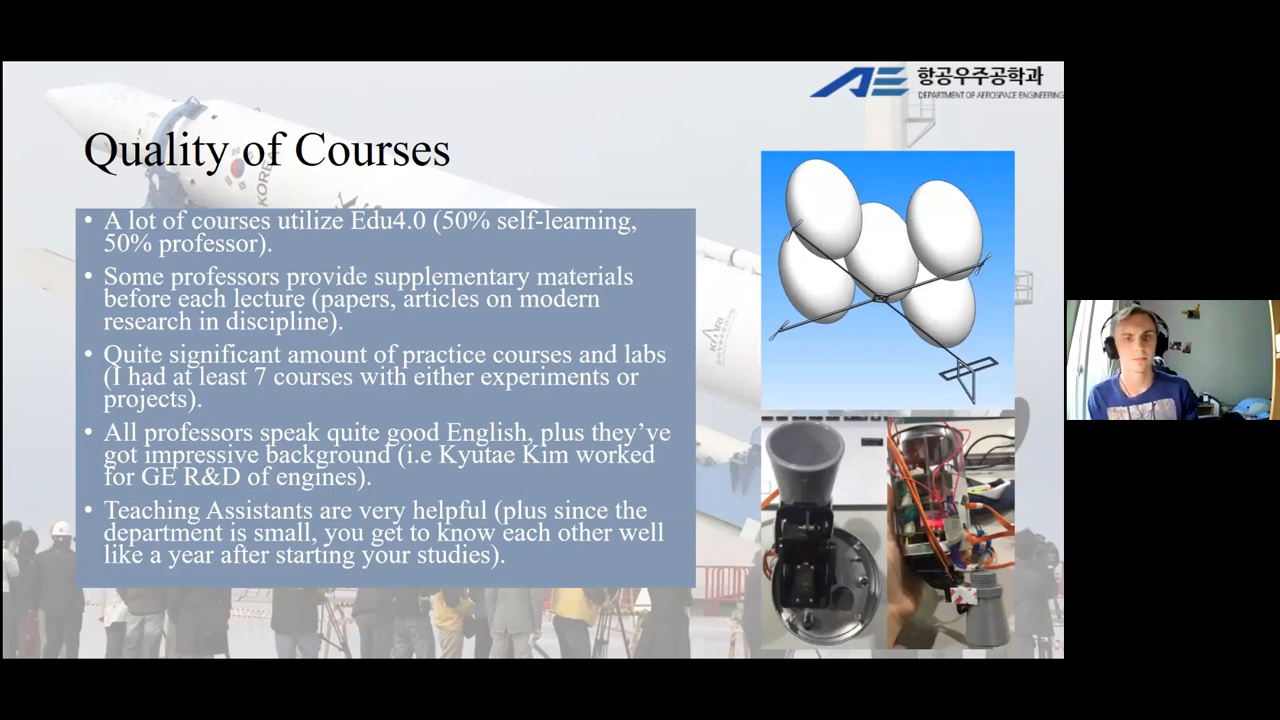 항공우주공학과
DEPARTMENT OF AEROSPACE ENGINEERING
Quality of Courses
KOREA
• A lot of courses utilize Edu4.0 (50% self-learning,
50% professor).
• Some professors provide supplementary materials
before each lecture (papers, articles on modern
research in discipline).
• Quite significant amount of practice courses and labs
(I had at least 7 courses with either experiments or
projects).
• All professors speak quite good English, plus they’ve
got impressive background (i.e Kyutae Kim worked
for GE R&D of engines).
• Teaching Assistants are very helpful (plus since the
department is small, you get to know each other well
like a year after starting your studies).
KARI